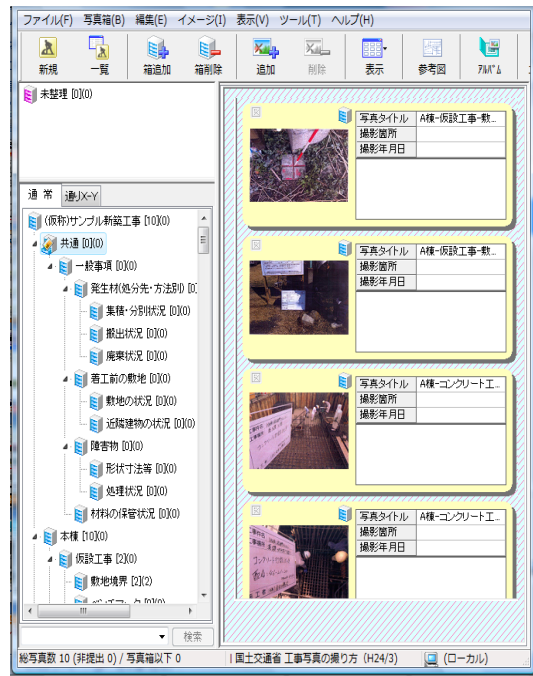 ファイル(F) 写真箱(B) 編集(E) イメージ(I) 表示(V) ツール(T) ヘルプ(H)
新規 一覧 箱追加 箱削除 追加 削除 表示 参考図 ｱﾙﾊﾞﾑ
未整理 [0](0)
通常 通りX-Y
(仮称)サンプル新築工事 [10](0)
共通 [0](0)
一般事項 [0](0)
発生材(処分先・方法別) [0]
集積・分別状況 [0](0)
搬出状況 [0](0)
廃棄状況 [0](0)
着工前の敷地 [0](0)
敷地の状況 [0](0)
近隣建物の状況 [0](0)
障害物 [0](0)
形状寸法等 [0](0)
処理状況 [0](0)
材料の保管状況 [0](0)
本棟 [10](0)
仮設工事 [2](0)
敷地境界 [2](2)
検索
写真タイトル A棟-仮設工事-敷...
撮影箇所
撮影年月日
写真タイトル A棟-仮設工事-敷...
撮影箇所
撮影年月日
写真タイトル A棟-コンクリート工...
撮影箇所
撮影年月日
写真タイトル A棟-コンクリート工...
撮影箇所
撮影年月日
総写真数 10 (非提出 0) / 写真箱以下 0
国土交通省 工事写真の撮り方 (H24/3)
(ローカル)